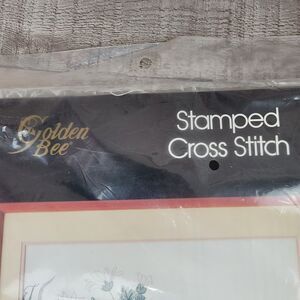 Golden
Bee
Stamped
Cross Stitch